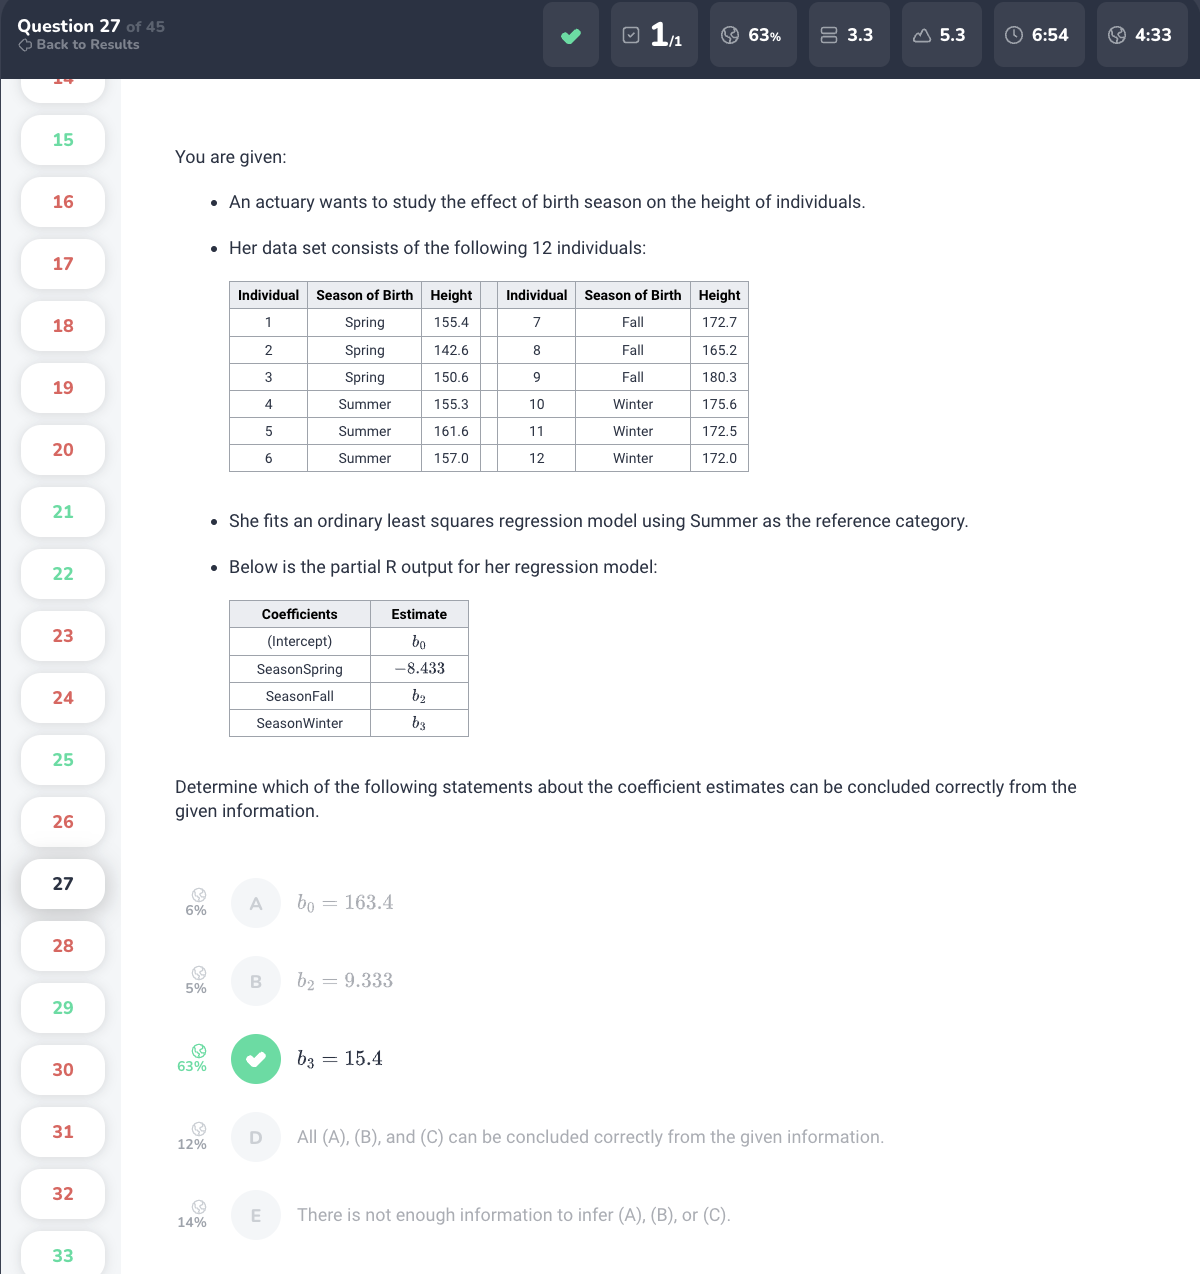 Question 27 of 45
Back to Results
1/1
63%
3.3
5.3
6:54
4:33
14
15
16
17
18
19
20
21
22
23
24
25
26
27
28
29
30
31
32
33
You are given:
• An actuary wants to study the effect of birth season on the height of individuals.
• Her data set consists of the following 12 individuals:
Individual Season of Birth Height Individual Season of Birth Height
1 Spring 155.4 7 Fall 172.7
2 Spring 142.6 8 Fall 165.2
3 Spring 150.6 9 Fall 180.3
4 Summer 155.3 10 Winter 175.6
5 Summer 161.6 11 Winter 172.5
6 Summer 157.0 12 Winter 172.0
• She fits an ordinary least squares regression model using Summer as the reference category.
• Below is the partial R output for her regression model:
Coefficients Estimate
(Intercept) b₀
SeasonSpring −8.433
SeasonFall b₂
SeasonWinter b₃
Determine which of the following statements about the coefficient estimates can be concluded correctly from the
given information.
6% A b₀ = 163.4
5% B b₂ = 9.333
63% b₃ = 15.4
12% D All (A), (B), and (C) can be concluded correctly from the given information.
14% E There is not enough information to infer (A), (B), or (C).